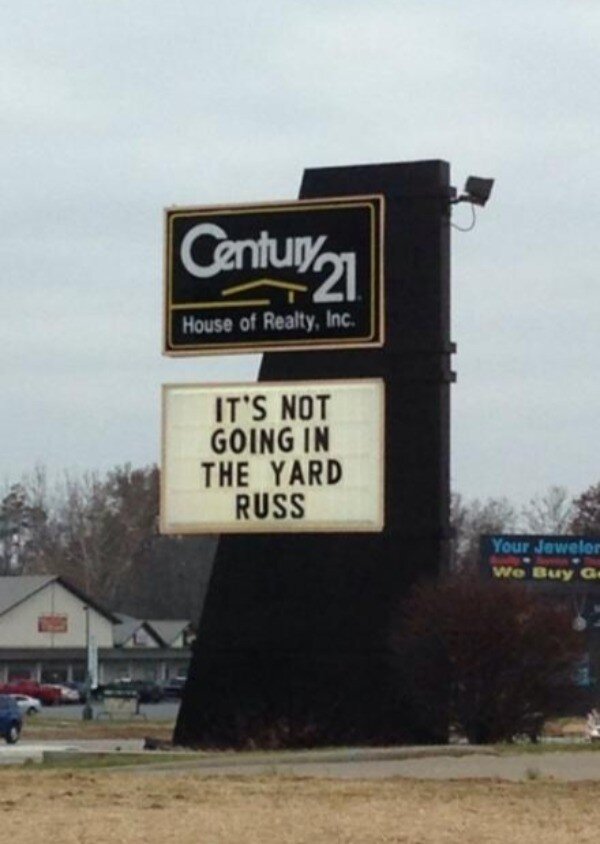 Century 21
House of Realty, Inc.
IT'S NOT
GOING IN
THE YARD
RUSS
Your Jeweler
We Buy